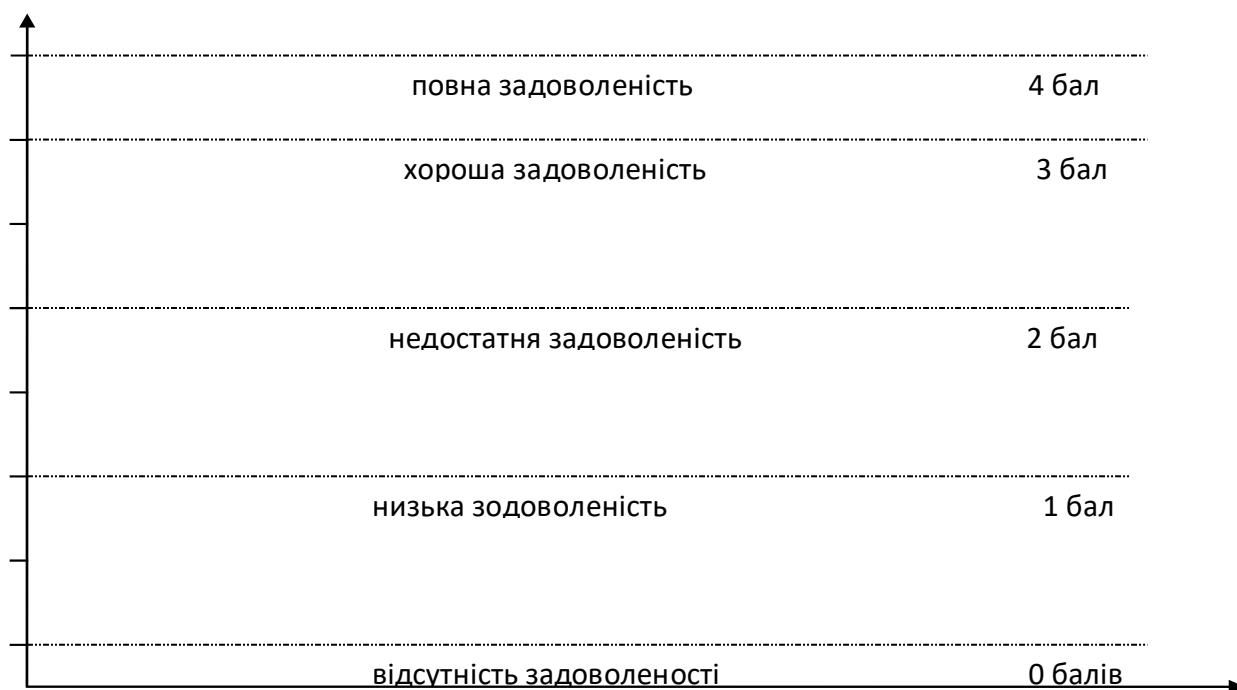 повна задоволеність 4 бал
хороша задоволеність 3 бал
недостатня задоволеність 2 бал
низька зодоволеність 1 бал
відсутність задоволеності 0 балів